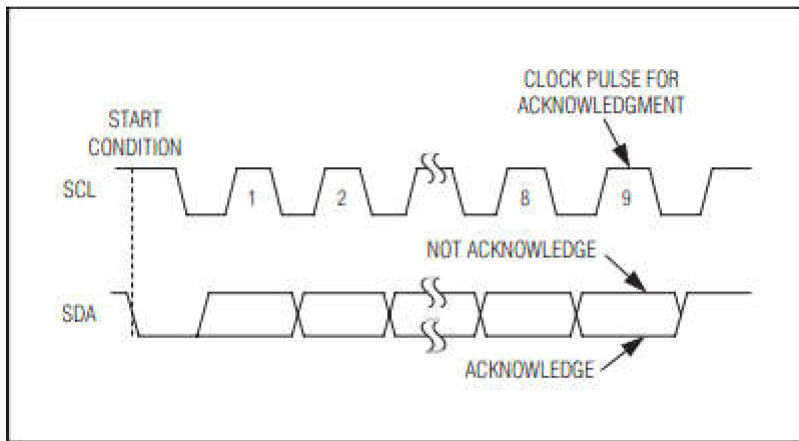 CLOCK PULSE FOR
ACKNOWLEDGMENT
START
CONDITION
SCL
1
2
8
9
NOT ACKNOWLEDGE
SDA
ACKNOWLEDGE